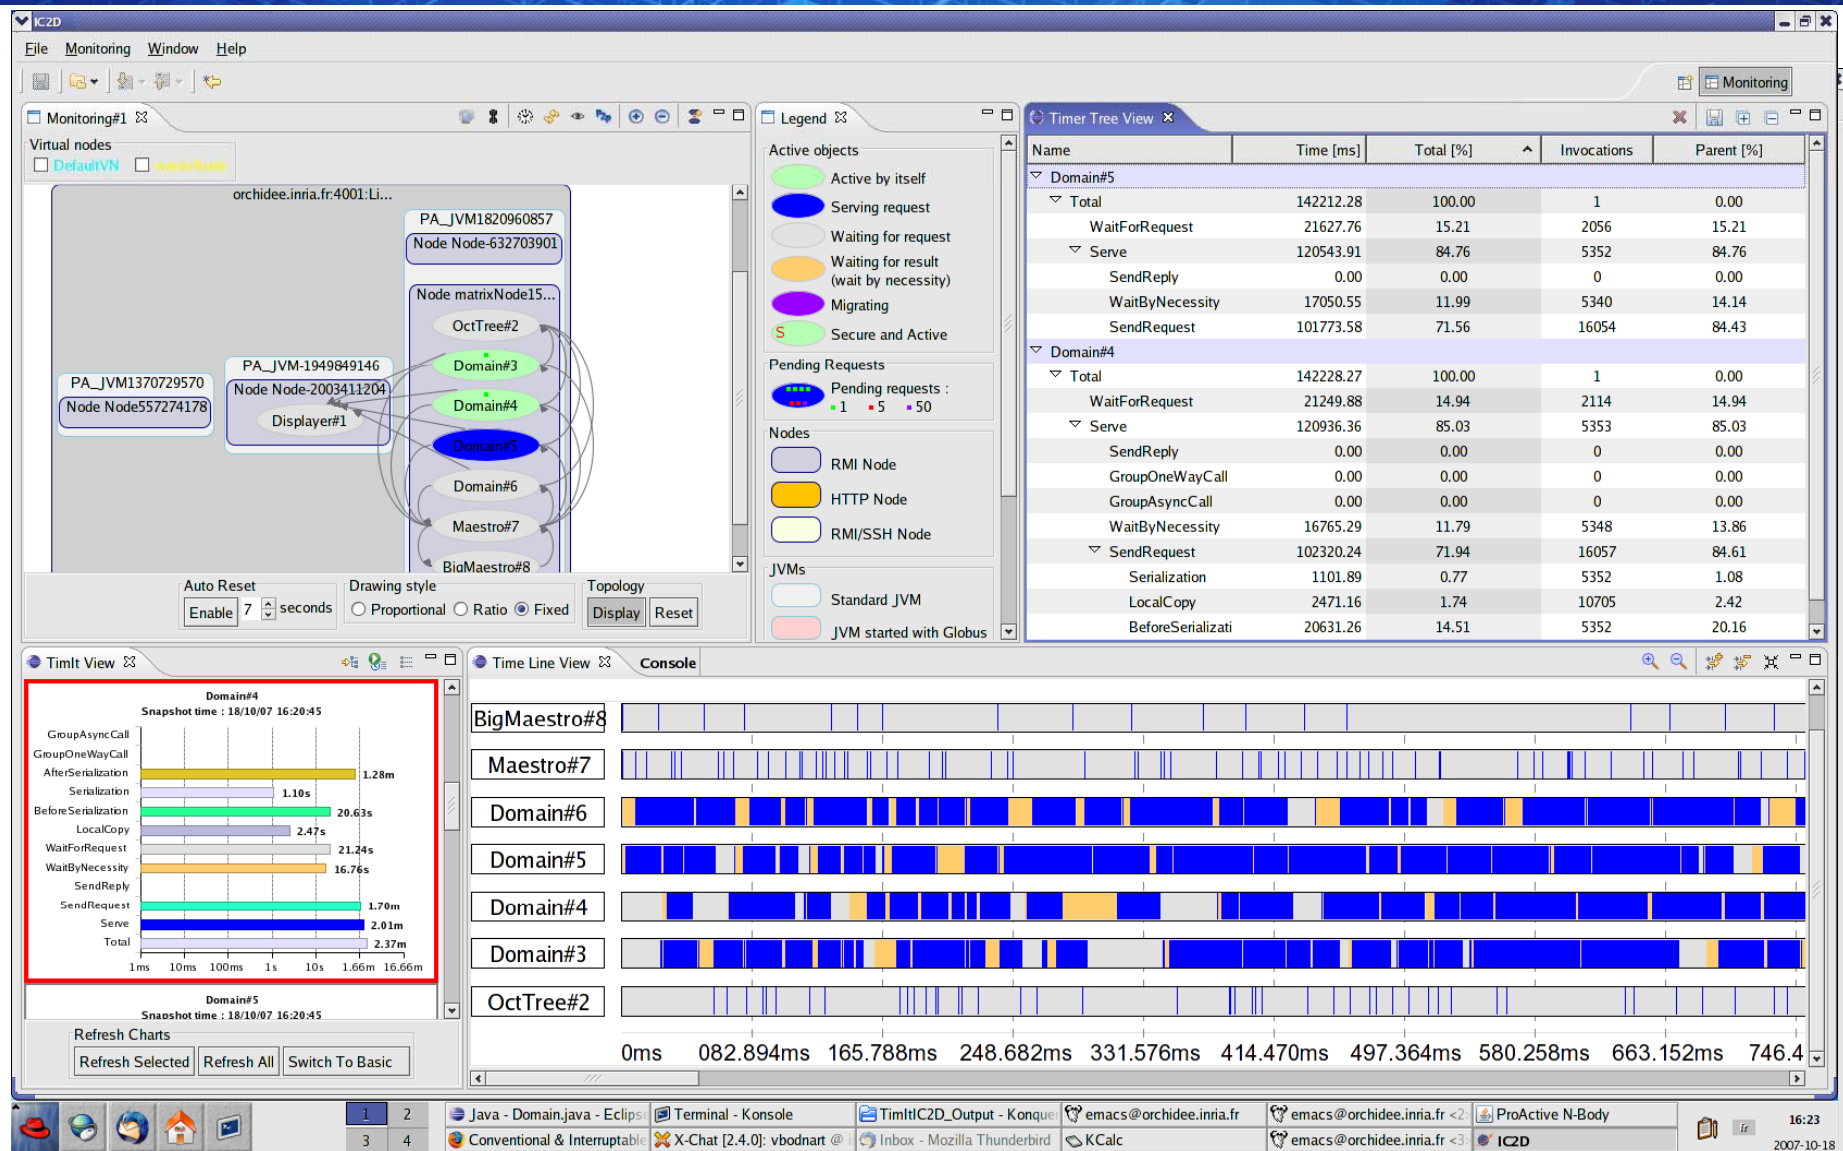 IC2D
File Monitoring Window Help
Monitoring
Monitoring#1
Virtual nodes
DefaultVN
orchidee.inria.fr:4001:Li...
PA_JVM1820960857
Node Node-632703901
Node matrixNode15...
OctTree#2
Domain#3
Domain#4
Domain#5
Domain#6
Maestro#7
BigMaestro#8
PA_JVM-1949849146
Node Node-2003411204
Displayer#1
PA_JVM1370729570
Node Node557274178
Auto Reset
Enable 7 seconds
Drawing style
Proportional Ratio Fixed
Topology
Display Reset
Legend
Active objects
Active by itself
Serving request
Waiting for request
Waiting for result
(wait by necessity)
Migrating
S Secure and Active
Pending Requests
Pending requests :
1 5 50
Nodes
RMI Node
HTTP Node
RMI/SSH Node
JVMs
Standard JVM
JVM started with Globus
Timer Tree View
Name Time [ms] Total [%] Invocations Parent [%]
Domain#5
Total 142212.28 100.00 1 0.00
WaitForRequest 21627.76 15.21 2056 15.21
Serve 120543.91 84.76 5352 84.76
SendReply 0.00 0.00 0 0.00
WaitByNecessity 17050.55 11.99 5340 14.14
SendRequest 101773.58 71.56 16054 84.43
Domain#4
Total 142228.27 100.00 1 0.00
WaitForRequest 21249.88 14.94 2114 14.94
Serve 120936.36 85.03 5353 85.03
SendReply 0.00 0.00 0 0.00
GroupOneWayCall 0.00 0.00 0 0.00
GroupAsyncCall 0.00 0.00 0 0.00
WaitByNecessity 16765.29 11.79 5348 13.86
SendRequest 102320.24 71.94 16057 84.61
Serialization 1101.89 0.77 5352 1.08
LocalCopy 2471.16 1.74 10705 2.42
BeforeSerializati 20631.26 14.51 5352 20.16
TimIt View
Domain#4
Snapshot time : 18/10/07 16:20:45
GroupAsyncCall
GroupOneWayCall
AfterSerialization 1.28m
Serialization 1.10s
BeforeSerialization 20.63s
LocalCopy 2.47s
WaitForRequest 21.24s
WaitByNecessity 16.76s
SendReply
SendRequest 1.70m
Serve 2.01m
Total 2.37m
1ms 10ms 100ms 1s 10s 1.66m 16.66m
Domain#5
Snapshot time : 18/10/07 16:20:45
Refresh Charts
Refresh Selected Refresh All Switch To Basic
Time Line View Console
BigMaestro#8
Maestro#7
Domain#6
Domain#5
Domain#4
Domain#3
OctTree#2
0ms 082.894ms 165.788ms 248.682ms 331.576ms 414.470ms 497.364ms 580.258ms 663.152ms 746.4
1 2
3 4
Java - Domain.java - Eclips Terminal - Konsole TimItIC2D_Output - Konque emacs@orchidee.inria.fr emacs@orchidee.inria.fr <2 ProActive N-Body
Conventional & Interruptable X-Chat [2.4.0]: vbodnart @ Inbox - Mozilla Thunderbird KCalc emacs@orchidee.inria.fr <3 IC2D
fr
16:23
2007-10-18